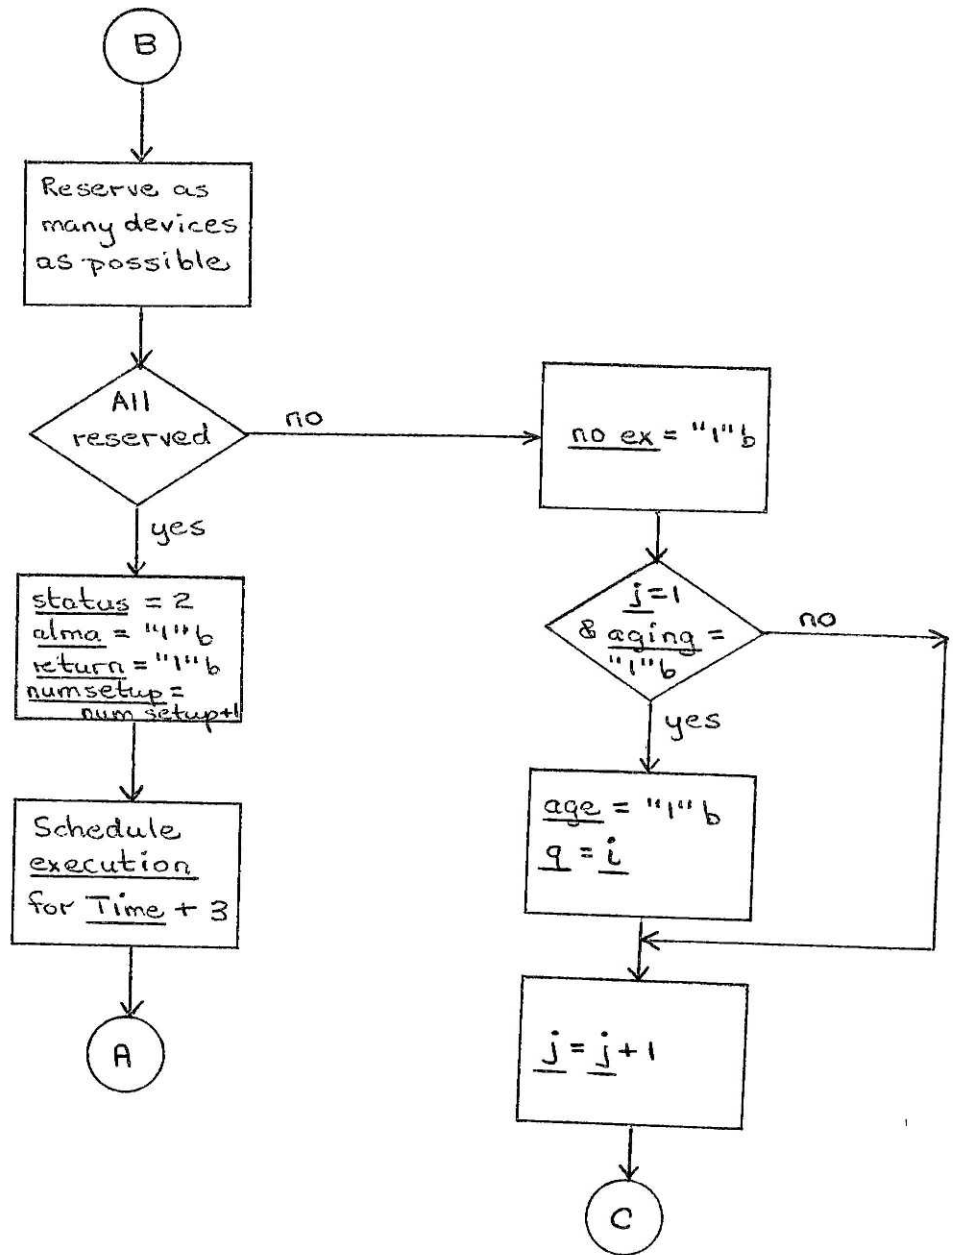 B
Reserve as
many devices
as possible
All
reserved
no
yes
no ex = "1"b
status = 2
alma = "1"b
return = "1"b
numsetup =
num setup+1
j=1
& aging =
"1"b
no
yes
Schedule
execution
for Time + 3
age = "1"b
q = i
A
j = j + 1
C